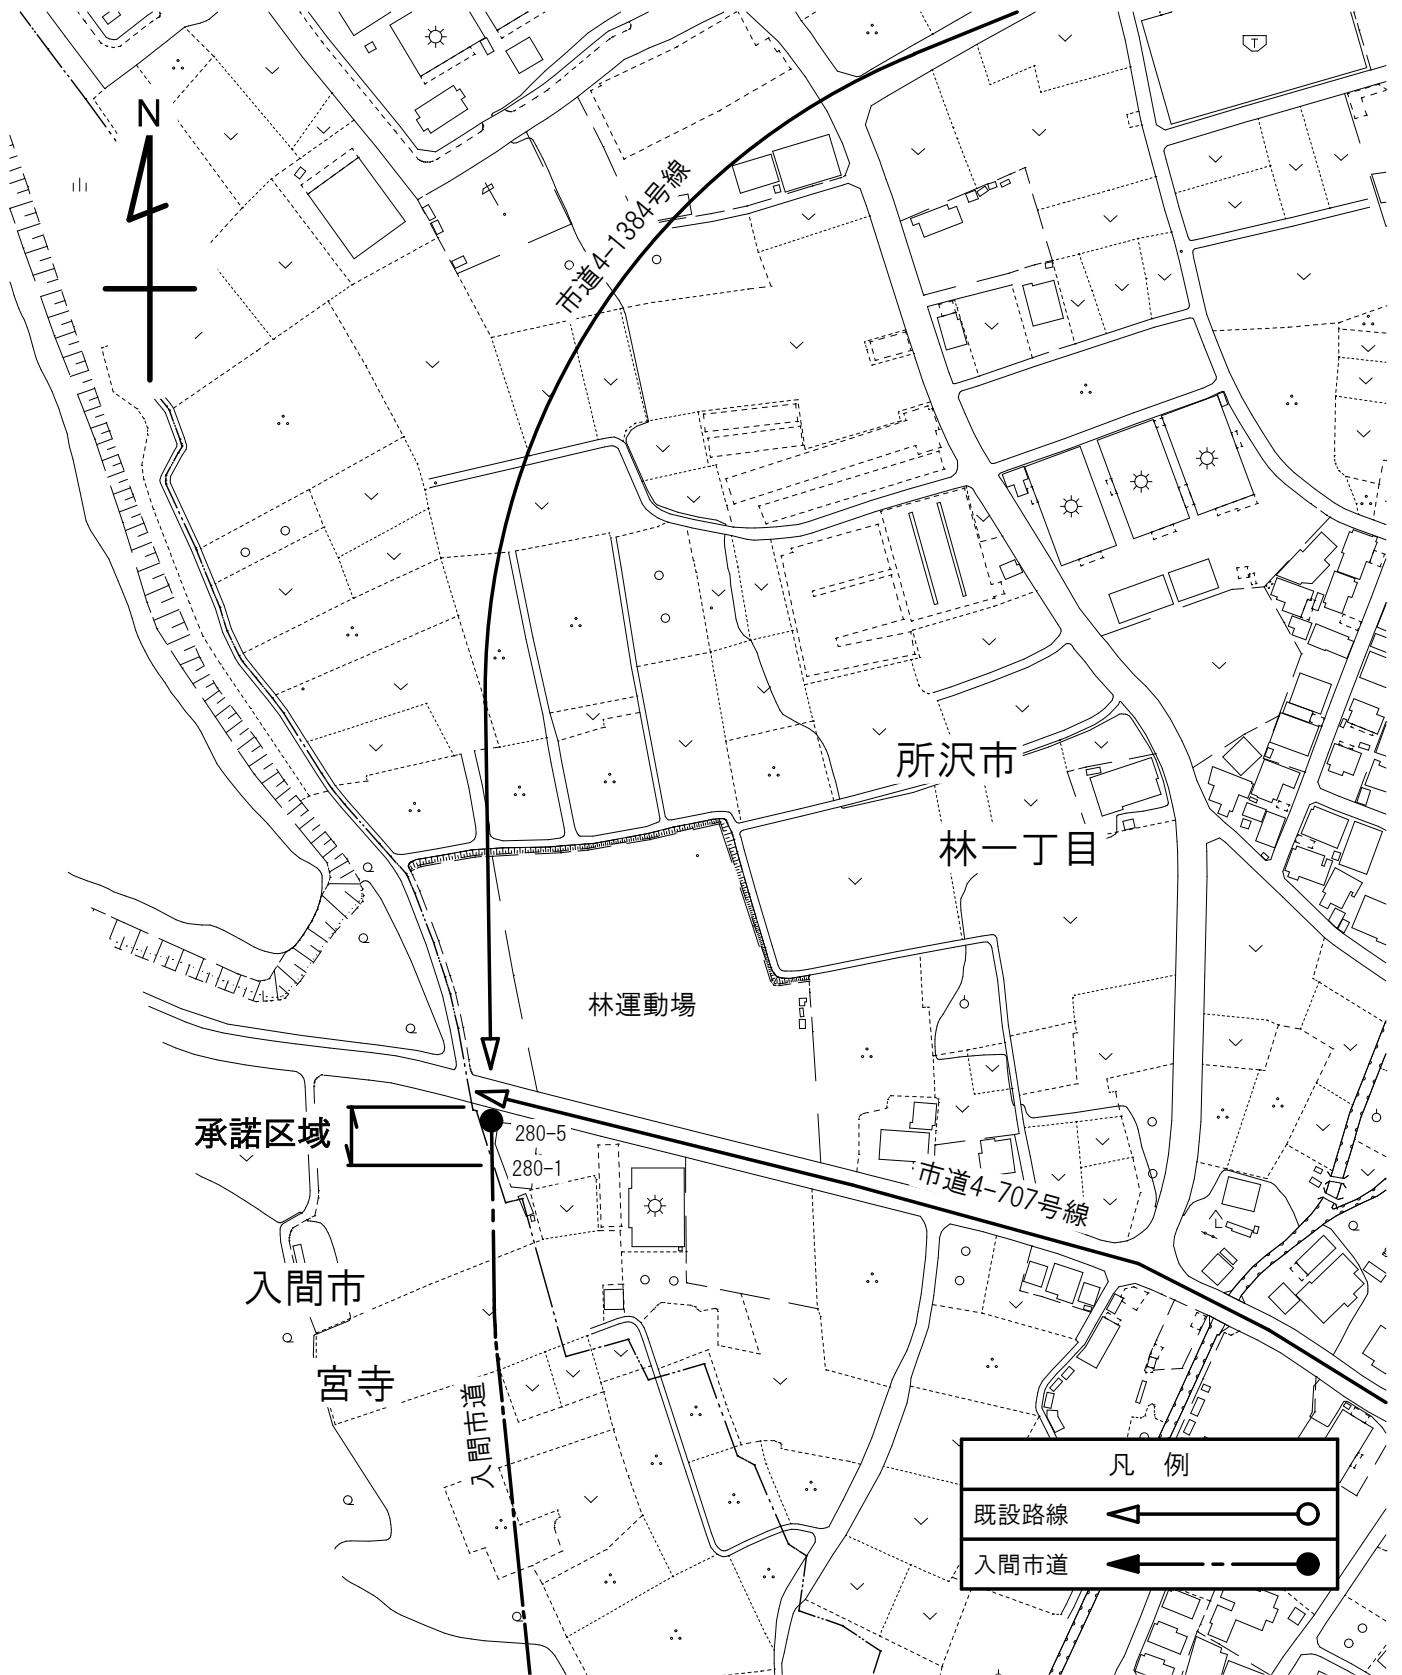 N
市道4-1384号線
所沢市
林一丁目
林運動場
承諾区域
280-5
280-1
市道4-707号線
入間市
宮寺
入間市道
凡 例
既設路線
入間市道